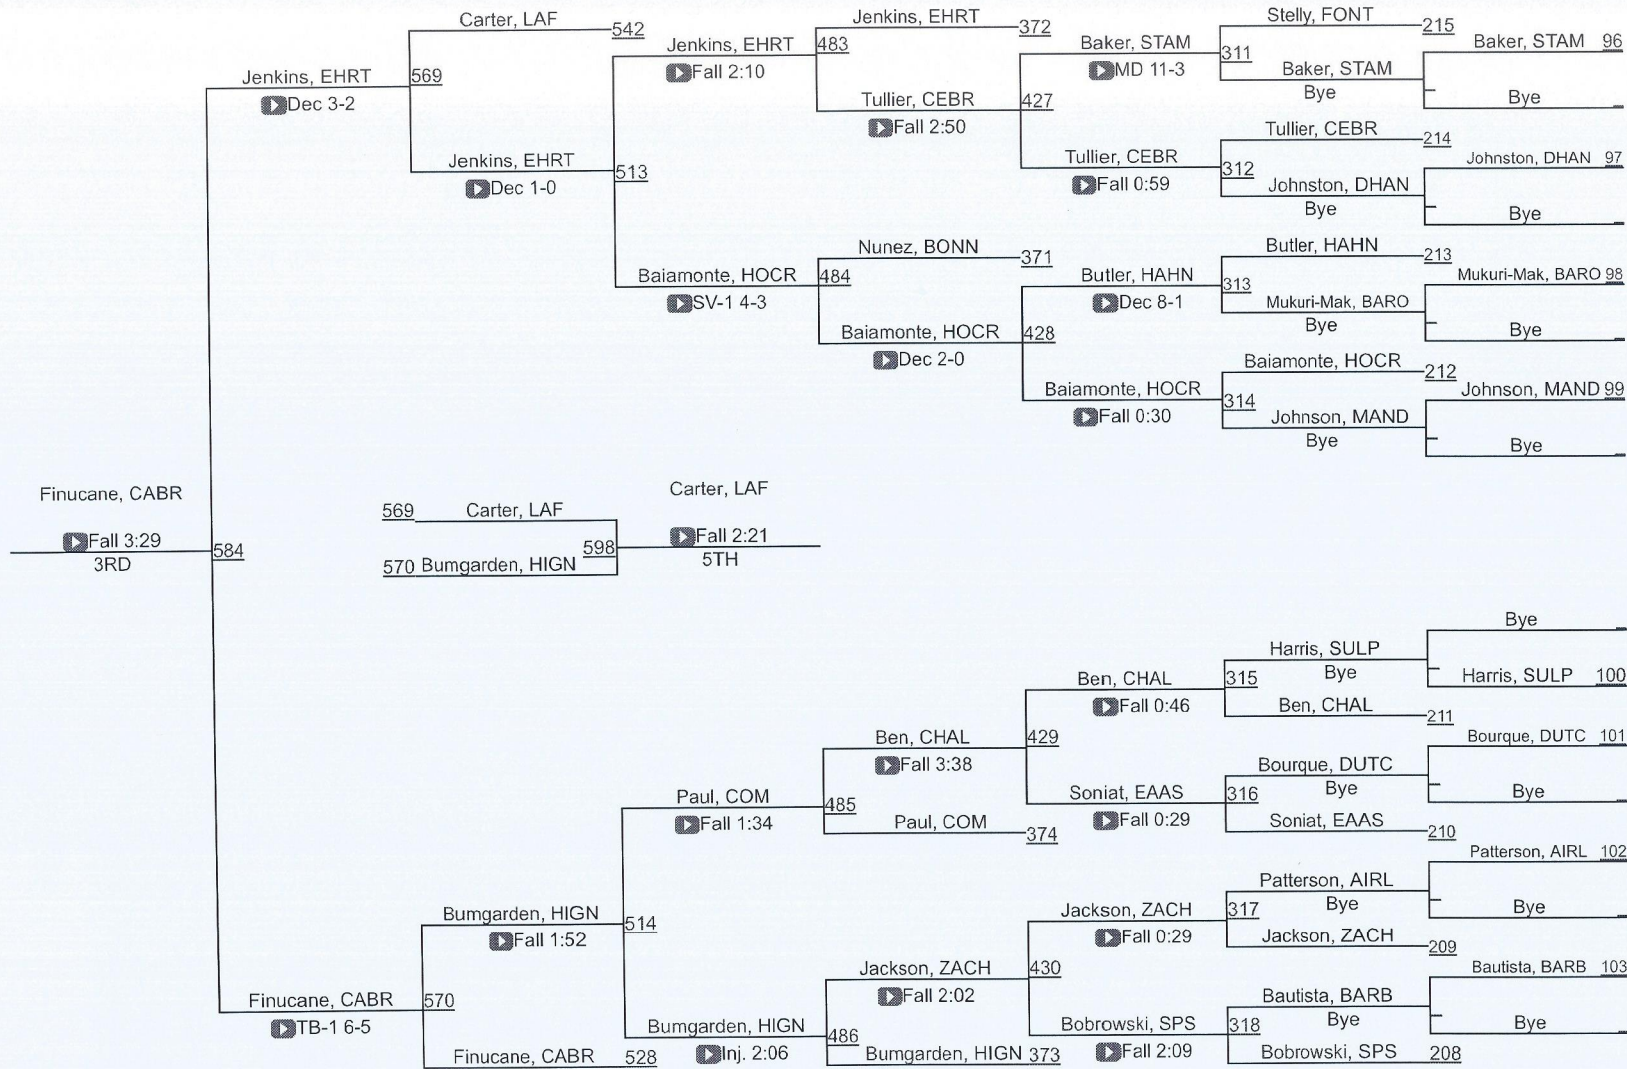 Carter, LAF
542
Jenkins, EHRT
569
Dec 3-2
Jenkins, EHRT
Dec 1-0
513
Jenkins, EHRT
Fall 2:10
483
Jenkins, EHRT
372
Tullier, CEBR
Fall 2:50
427
Baker, STAM
MD 11-3
311
Stelly, FONT
215
Baker, STAM
Bye
Baker, STAM 96
Bye
Tullier, CEBR
Fall 0:59
312
Tullier, CEBR
214
Johnston, DHAN
Bye
Johnston, DHAN 97
Bye
Baiamonte, HOCR
SV-1 4-3
484
Nunez, BONN
371
Baiamonte, HOCR
Dec 2-0
428
Butler, HAHN
Dec 8-1
313
Butler, HAHN
213
Mukuri-Mak, BARO
Bye
Mukuri-Mak, BARO 98
Bye
Baiamonte, HOCR
Fall 0:30
314
Baiamonte, HOCR
212
Johnson, MAND
Bye
Johnson, MAND 99
Bye
Finucane, CABR
Fall 3:29
3RD
584
569 Carter, LAF
570 Bumgarden, HIGN
598
Carter, LAF
Fall 2:21
5TH
Bye
Harris, SULP
Bye
Harris, SULP 100
Ben, CHAL
Fall 0:46
315
Ben, CHAL
211
Ben, CHAL
Fall 3:38
429
Bourque, DUTC 101
Bourque, DUTC
Bye
Bye
Soniat, EAAS
Fall 0:29
316
Soniat, EAAS
210
Paul, COM
Fall 1:34
485
Paul, COM
374
Patterson, AIRL 102
Patterson, AIRL
Bye
Bye
Jackson, ZACH
Fall 0:29
317
Jackson, ZACH
209
Bumgarden, HIGN
Fall 1:52
514
Jackson, ZACH
Fall 2:02
430
Bautista, BARB 103
Bautista, BARB
Bye
Bye
Bobrowski, SPS
Fall 2:09
318
Bobrowski, SPS 208
Finucane, CABR
TB-1 6-5
570
Bumgarden, HIGN
Inj. 2:06
486
Bumgarden, HIGN 373
Finucane, CABR 528